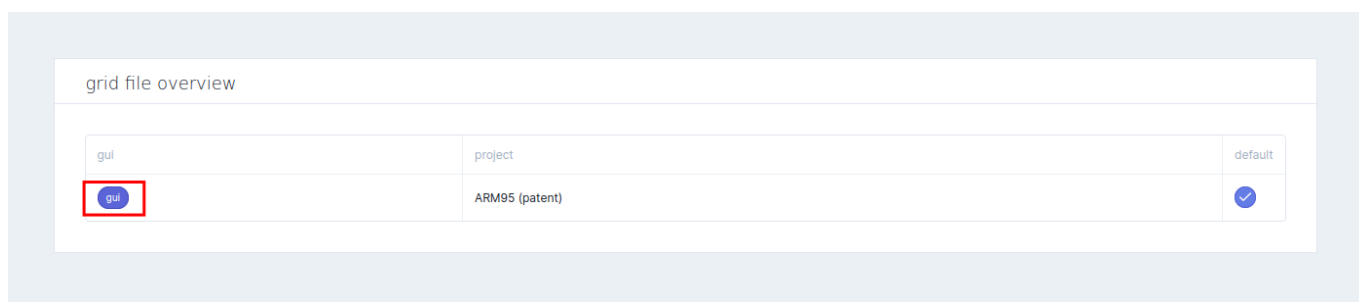 grid file overview
gui project default
gui ARM95 (patent)